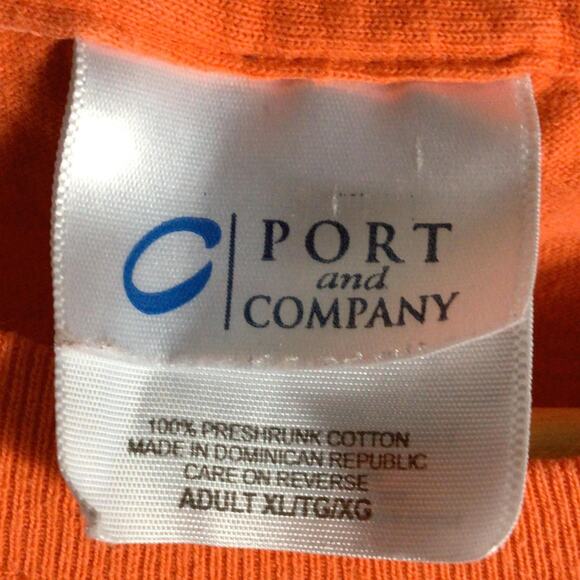 PORT
and
COMPANY
100% PRESHRUNK COTTON
MADE IN DOMINICAN REPUBLIC
CARE ON REVERSE
ADULT XL/TG/XG